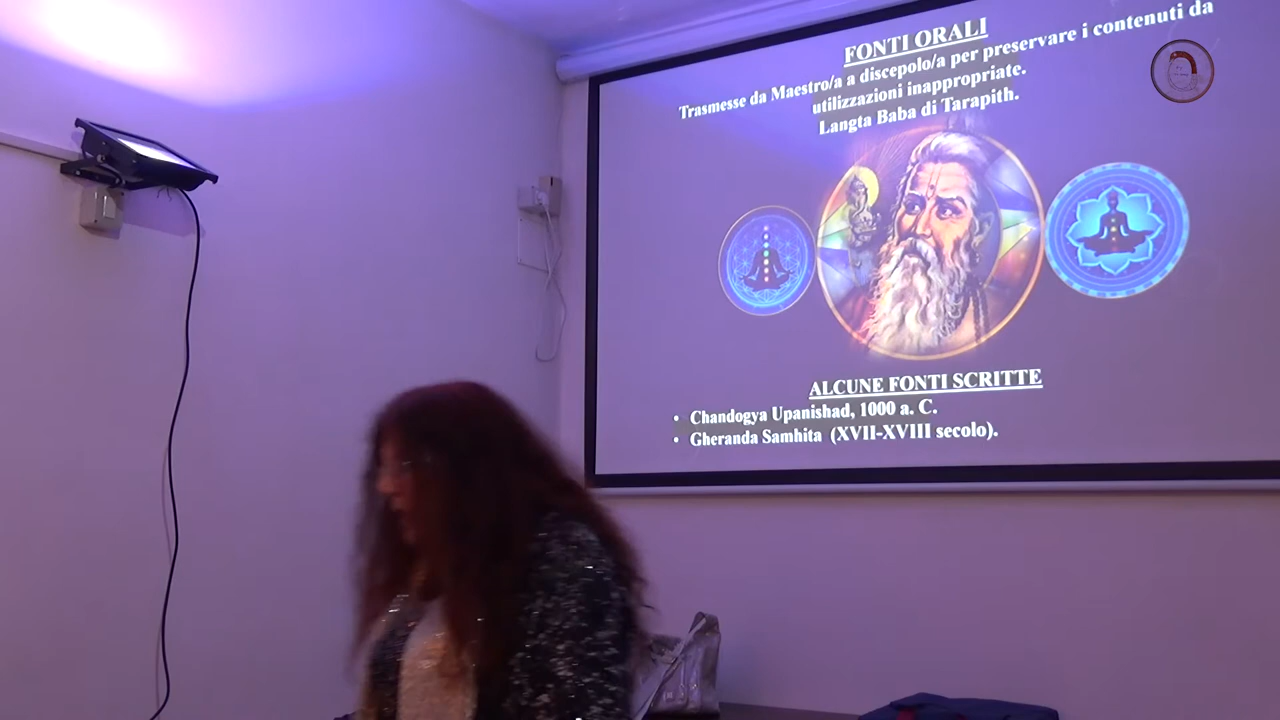 FONTI ORALI
Trasmesse da Maestro/a a discepolo/a per preservare i contenuti da
utilizzazioni inappropriate.
Langta Baba di Tarapith.
ALCUNE FONTI SCRITTE
• Chandogya Upanishad, 1000 a. C.
• Gheranda Samhita (XVII-XVIII secolo).